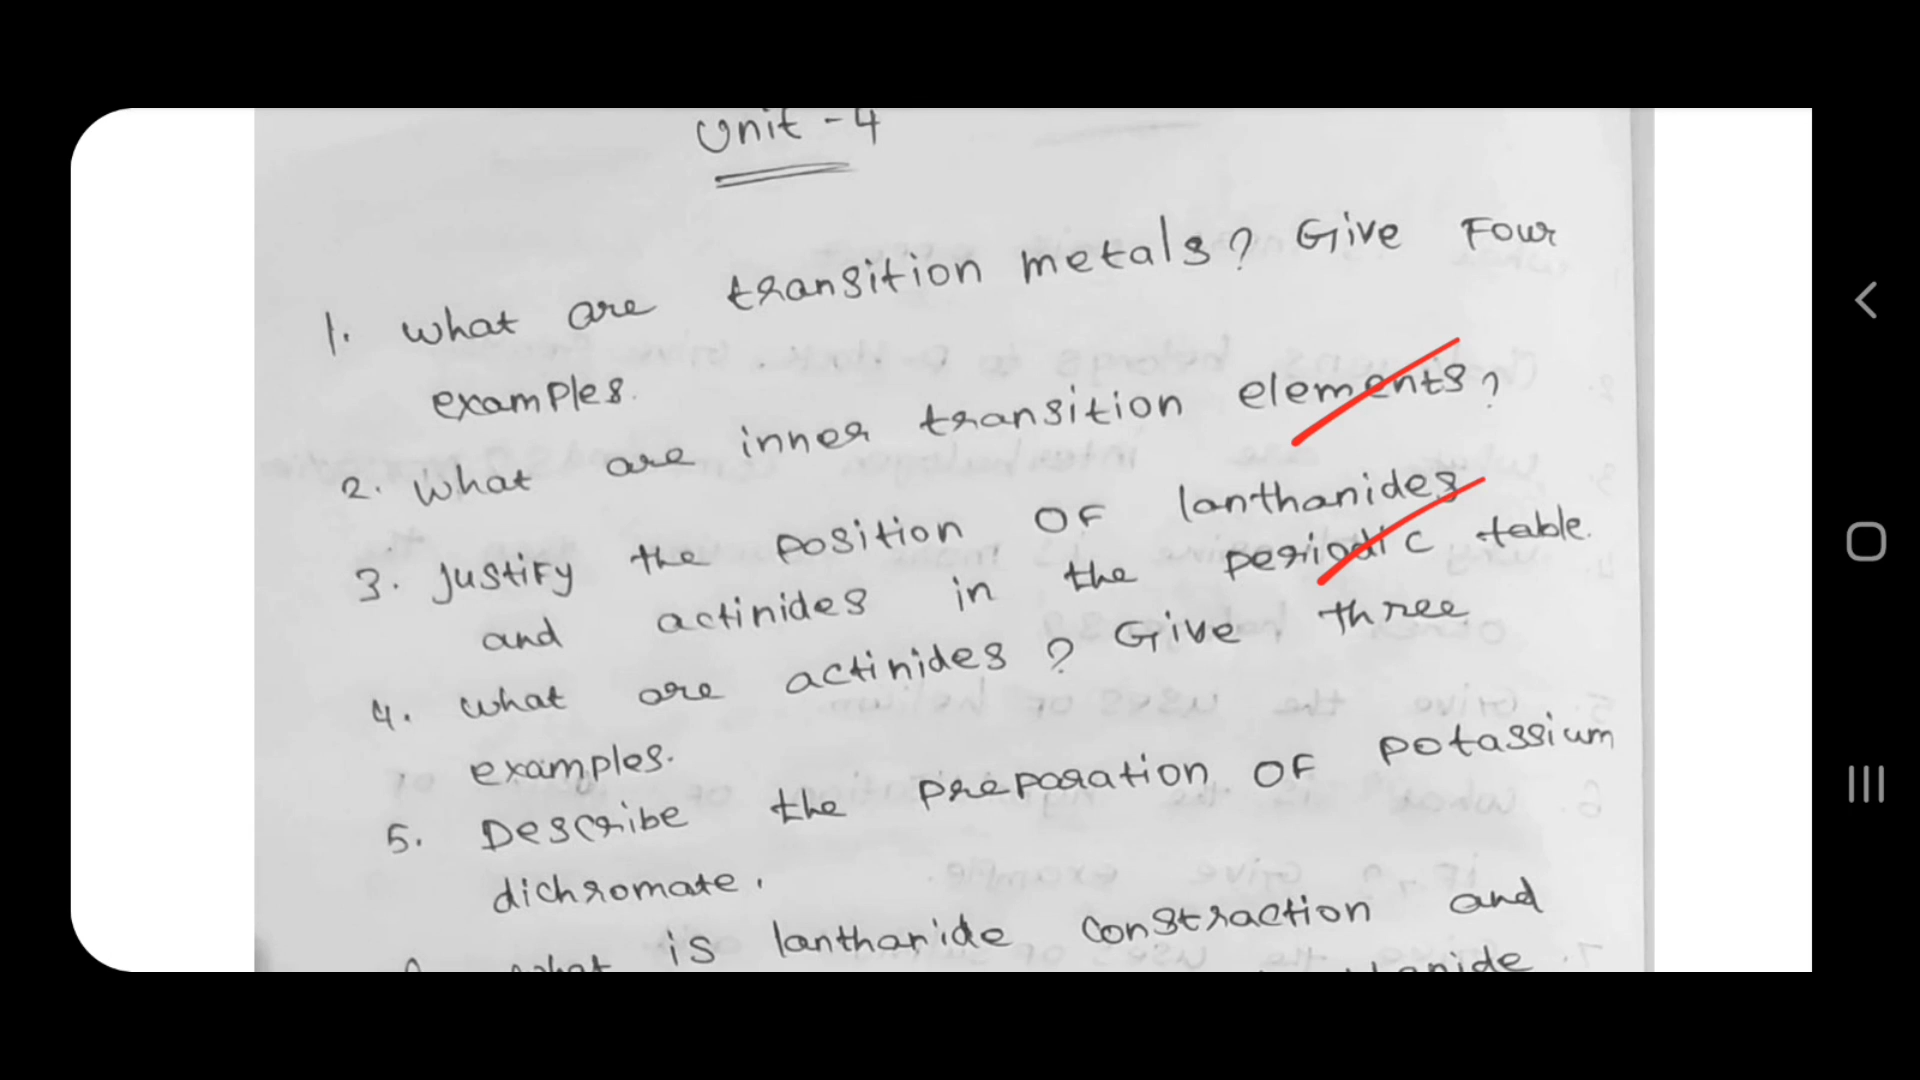 Unit - 4
1. What are transition metals? Give Four
examples.
2. What are inner transition elements?
3. Justify the position of lanthanides
and actinides in the periodic table.
4. What are actinides? Give three
examples.
5. Describe the preparation of potassium
dichromate.
what is lanthanide constraction and